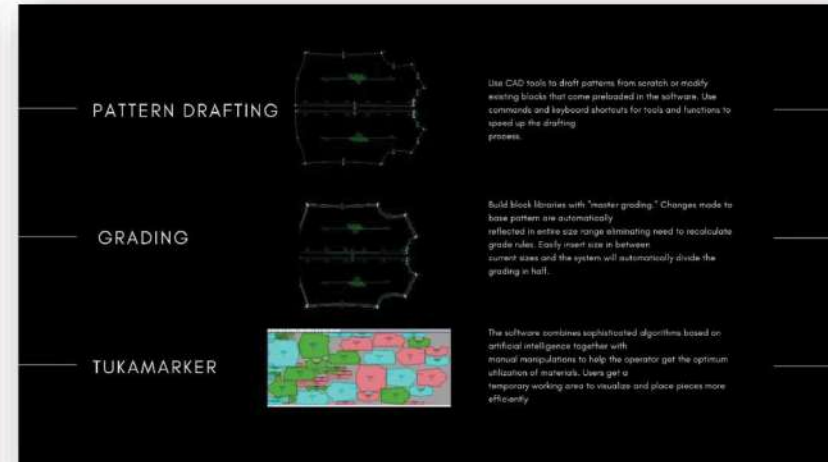 PATTERN DRAFTING
Use CAD tools to draft patterns from scratch or modify
existing blocks that come preloaded in the software. Use
commands and keyboard shortcuts for tools and functions to
speed up the drafting
process.
GRADING
Build block libraries with "master grading." Changes made to
base pattern are automatically
reflected in entire size range eliminating need to recalculate
grade rules. Easily insert size in between
current sizes and the system will automatically divide the
grading in half.
TUKAMARKER
The software combines sophisticated algorithms based on
artificial intelligence together with
manual manipulations to help the operator get the optimum
utilization of materials. Users get a
temporary working area to visualize and place pieces more
efficiently